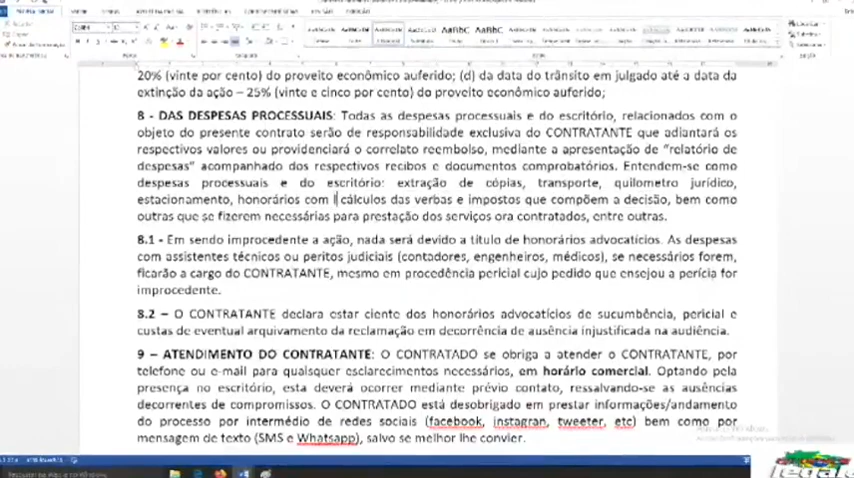 20% (vinte por cento) do proveito econômico auferido; (d) da data do trânsito em julgado até a data da
extinção da ação – 25% (vinte e cinco por cento) do proveito econômico auferido;
8 - DAS DESPESAS PROCESSUAIS: Todas as despesas processuais e do escritório, relacionados com o
objeto do presente contrato serão de responsabilidade exclusiva do CONTRATANTE que adiantará os
respectivos valores ou providenciará o correlato reembolso, mediante a apresentação de “relatório de
despesas” acompanhado dos respectivos recibos e documentos comprobatórios. Entendem-se como
despesas processuais e do escritório: extração de cópias, transporte, quilometro jurídico,
estacionamento, honorários com cálculos das verbas e impostos que compõem a decisão, bem como
outras que se fizerem necessárias para prestação dos serviços ora contratados, entre outras.
8.1 - Em sendo improcedente a ação, nada será devido a título de honorários advocatícios. As despesas
com assistentes técnicos ou peritos judiciais (contadores, engenheiros, médicos), se necessários forem,
ficarão a cargo do CONTRATANTE, mesmo em procedência pericial cujo pedido que ensejou a perícia for
improcedente.
8.2 – O CONTRATANTE declara estar ciente dos honorários advocatícios de sucumbência, pericial e
custas de eventual arquivamento da reclamação em decorrência de ausência injustificada na audiência.
9 – ATENDIMENTO DO CONTRATANTE: O CONTRATADO se obriga a atender o CONTRATANTE, por
telefone ou e-mail para quaisquer esclarecimentos necessários, em horário comercial. Optando pela
presença no escritório, esta deverá ocorrer mediante prévio contato, ressalvando-se as ausências
decorrentes de compromissos. O CONTRATADO está desobrigado em prestar informações/andamento
do processo por intermédio de redes sociais (facebook, instagran, tweeter, etc) bem como por
mensagem de texto (SMS e Whatsapp), salvo se melhor lhe convier.
legale